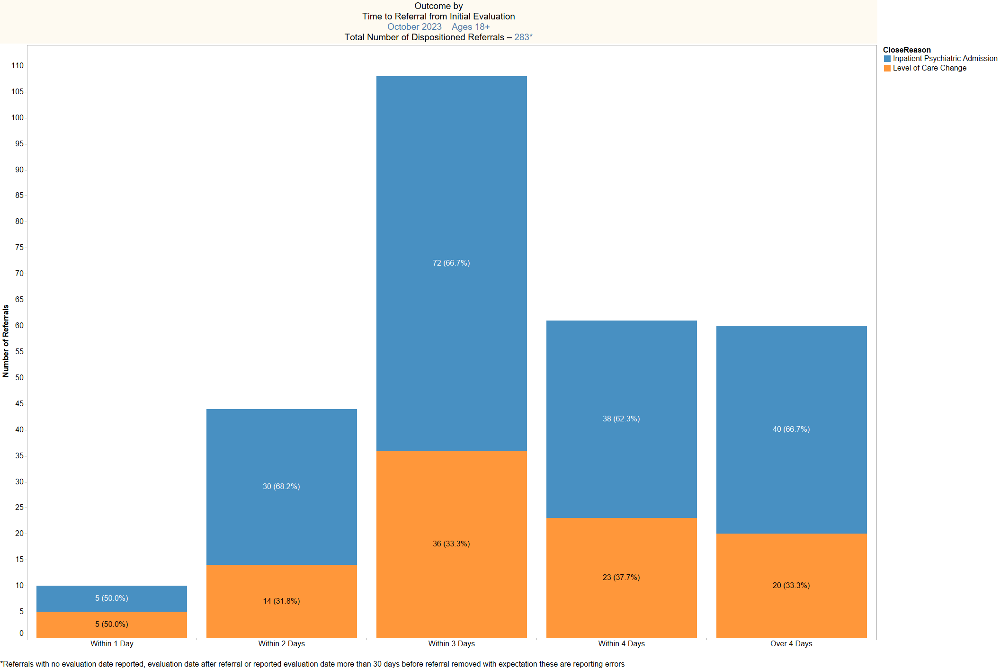 Outcome by
Time to Referral from Initial Evaluation
October 2023    Ages 18+
Total Number of Dispositioned Referrals – 283*
CloseReason
Inpatient Psychiatric Admission
Level of Care Change
Number of Referrals
110
105
100
95
90
85
80
75
70
65
60
55
50
45
40
35
30
25
20
15
10
5
0
5 (50.0%)
5 (50.0%)
30 (68.2%)
14 (31.8%)
72 (66.7%)
36 (33.3%)
38 (62.3%)
23 (37.7%)
40 (66.7%)
20 (33.3%)
Within 1 Day
Within 2 Days
Within 3 Days
Within 4 Days
Over 4 Days
*Referrals with no evaluation date reported, evaluation date after referral or reported evaluation date more than 30 days before referral removed with expectation these are reporting errors